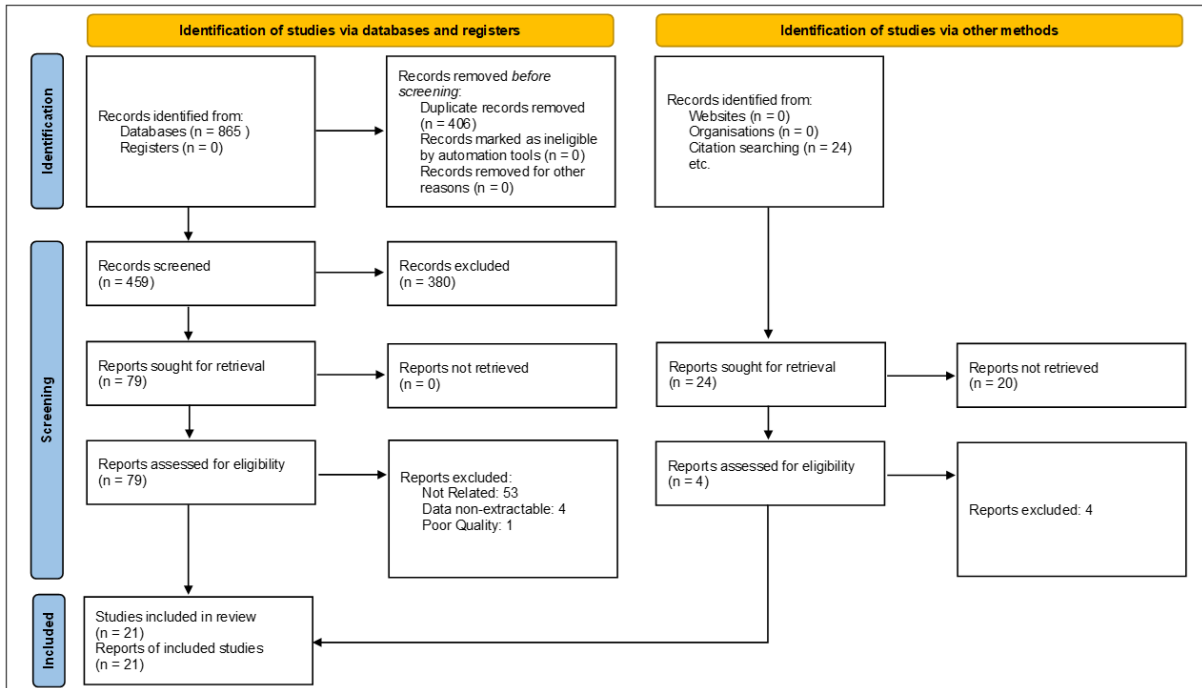 Identification of studies via databases and registers
Identification of studies via other methods
Identification
Records identified from:
Databases (n = 865 )
Registers (n = 0)
Records removed before
screening:
Duplicate records removed
(n = 406)
Records marked as ineligible
by automation tools (n = 0)
Records removed for other
reasons (n = 0)
Records identified from:
Websites (n = 0)
Organisations (n = 0)
Citation searching (n = 24)
etc.
Screening
Records screened
(n = 459)
Records excluded
(n = 380)
Reports sought for retrieval
(n = 79)
Reports not retrieved
(n = 0)
Reports sought for retrieval
(n = 24)
Reports not retrieved
(n = 20)
Reports assessed for eligibility
(n = 79)
Reports excluded:
Not Related: 53
Data non-extractable: 4
Poor Quality: 1
Reports assessed for eligibility
(n = 4)
Reports excluded: 4
Included
Studies included in review
(n = 21)
Reports of included studies
(n = 21)